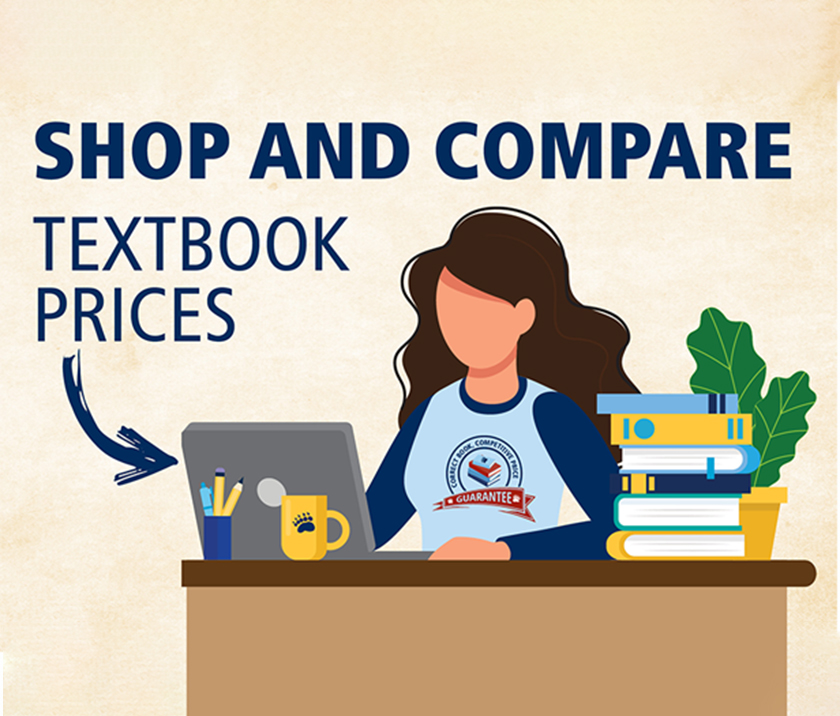 SHOP AND COMPARE
TEXTBOOK
PRICES
CORRECT BOOK. COMPETITIVE PRICE
GUARANTEE